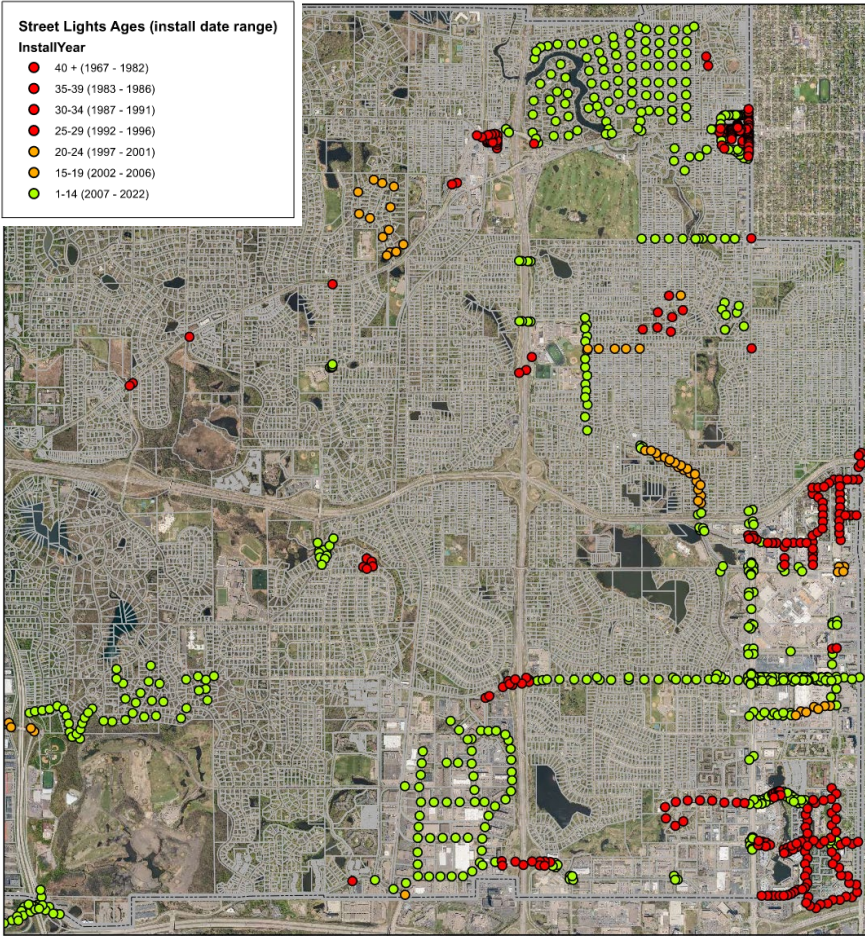 Street Lights Ages (install date range)
InstallYear
40 + (1967 - 1982)
35-39 (1983 - 1986)
30-34 (1987 - 1991)
25-29 (1992 - 1996)
20-24 (1997 - 2001)
15-19 (2002 - 2006)
1-14 (2007 - 2022)